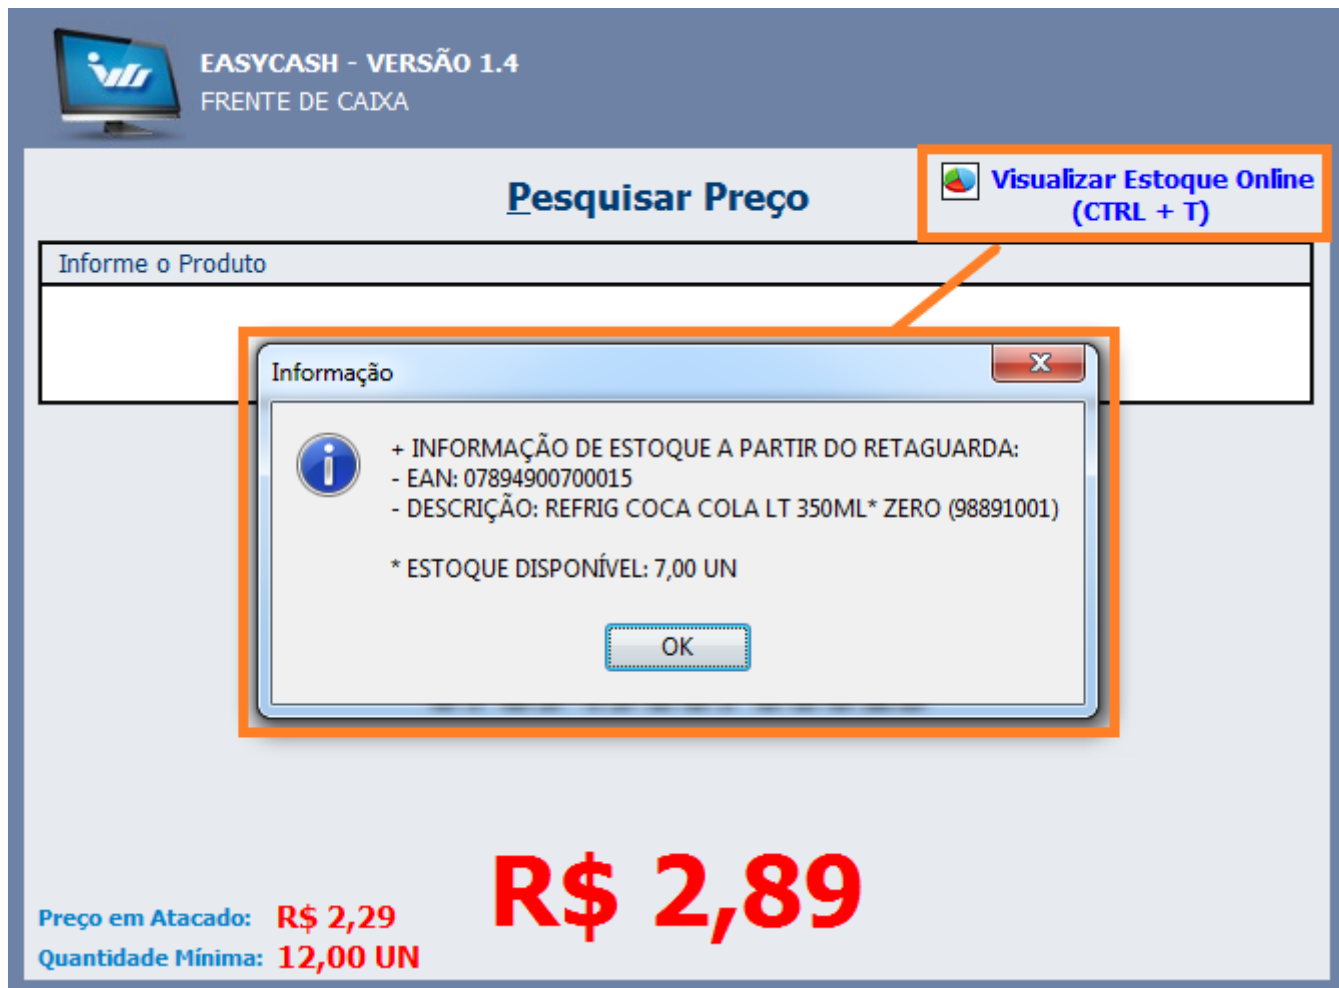 EASYCASH - VERSÃO 1.4
FRENTE DE CAIXA
Pesquisar Preço
Visualizar Estoque Online
(CTRL + T)
Informe o Produto
Informação
+ INFORMAÇÃO DE ESTOQUE A PARTIR DO RETAGUARDA:
- EAN: 07894900700015
- DESCRIÇÃO: REFRIG COCA COLA LT 350ML* ZERO (98891001)
* ESTOQUE DISPONÍVEL: 7,00 UN
OK
R$ 2,89
Preço em Atacado: R$ 2,29
Quantidade Mínima: 12,00 UN